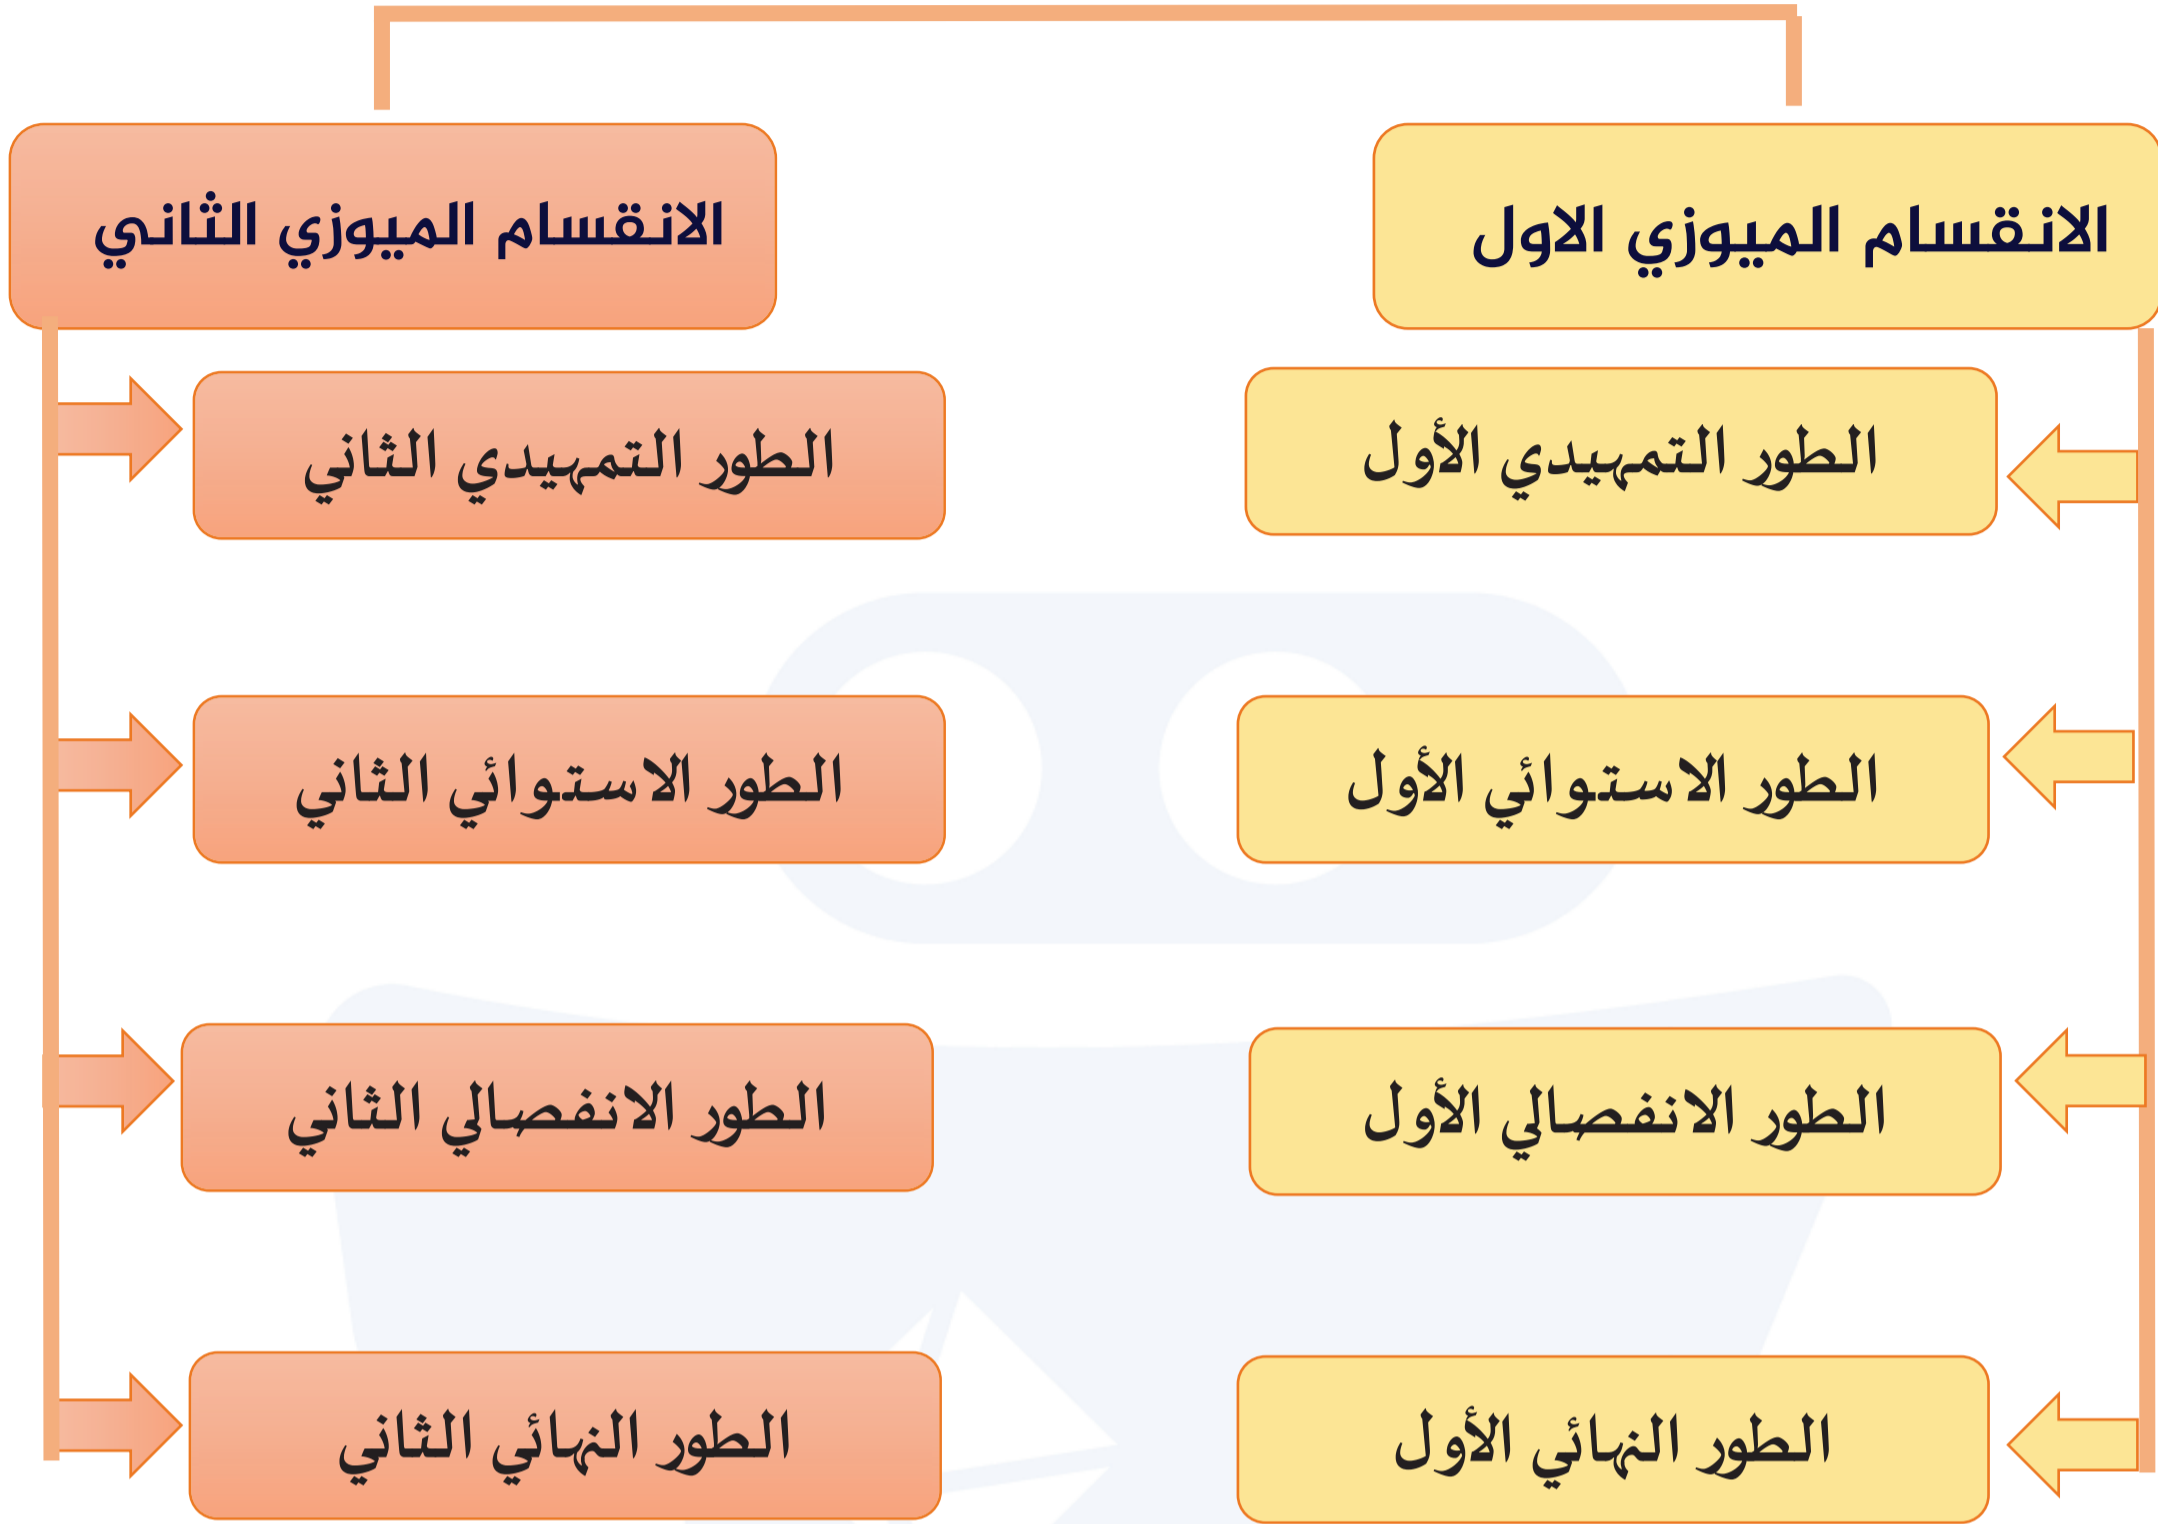 الانقسام الميوزي الاول
الطور التمهيدي الأول
الطور الاستوائي الأول
الطور الانفصالي الأول
الطور النهائي الأول
الانقسام الميوزي الثاني
الطور التمهيدي الثاني
الطور الاستوائي الثاني
الطور الانفصالي الثاني
الطور النهائي الثاني